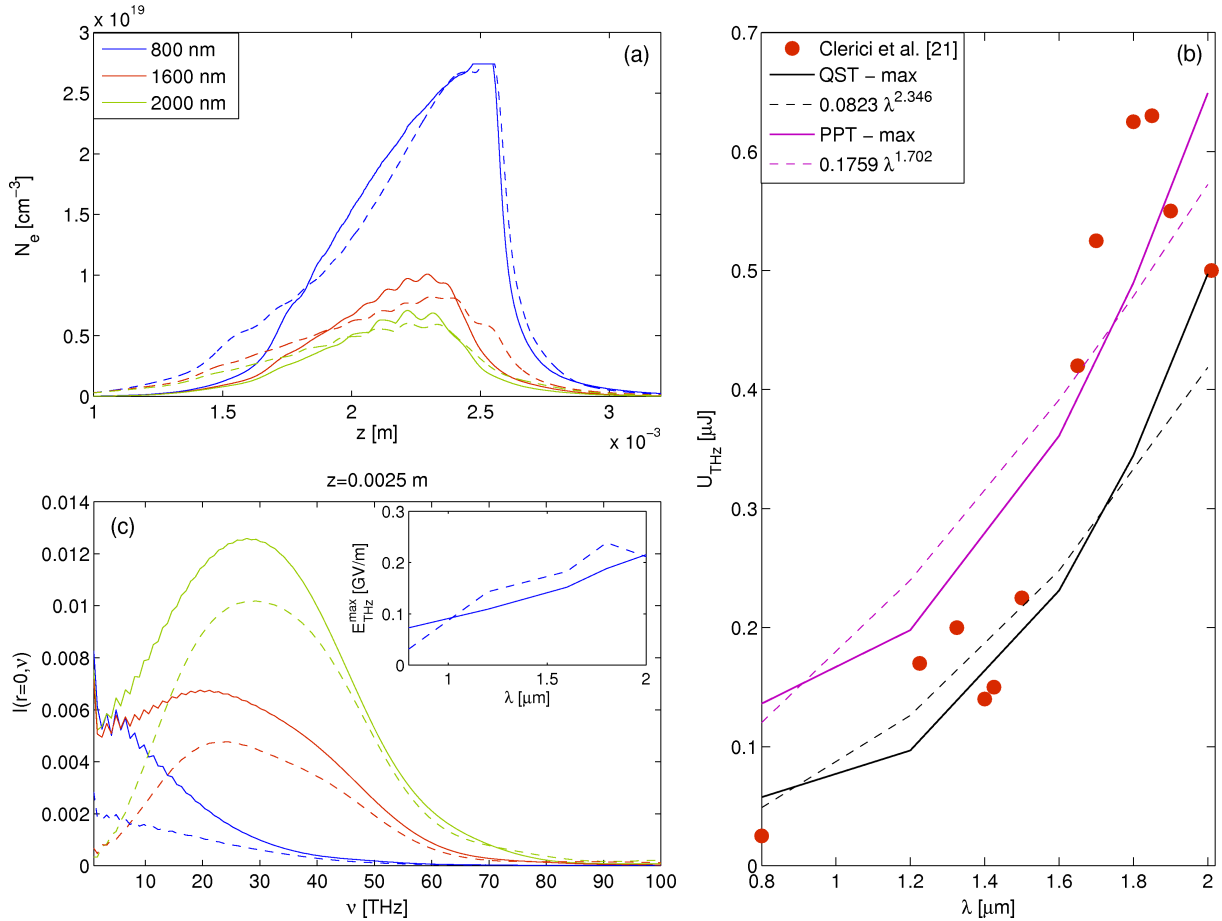 x 10^19
3
2.5
2
1.5
1
0.5
0
N_e [cm^−3]
800 nm
1600 nm
2000 nm
(a)
1
1.5
2
2.5
3
z [m]
x 10^−3
z=0.0025 m
0.014
0.012
0.01
0.008
0.006
0.004
0.002
0
I(r=0,ν)
(c)
0.3
0.2
0.1
0
E_THz^max [GV/m]
1
1.5
2
λ [μm]
10
20
30
40
50
60
70
80
90
100
ν [THz]
0.7
0.6
0.5
0.4
0.3
0.2
0.1
0
U_THz [μJ]
Clerici et al. [21]
QST − max
0.0823 λ^2.346
PPT − max
0.1759 λ^1.702
(b)
0.8
1
1.2
1.4
1.6
1.8
2
λ [μm]